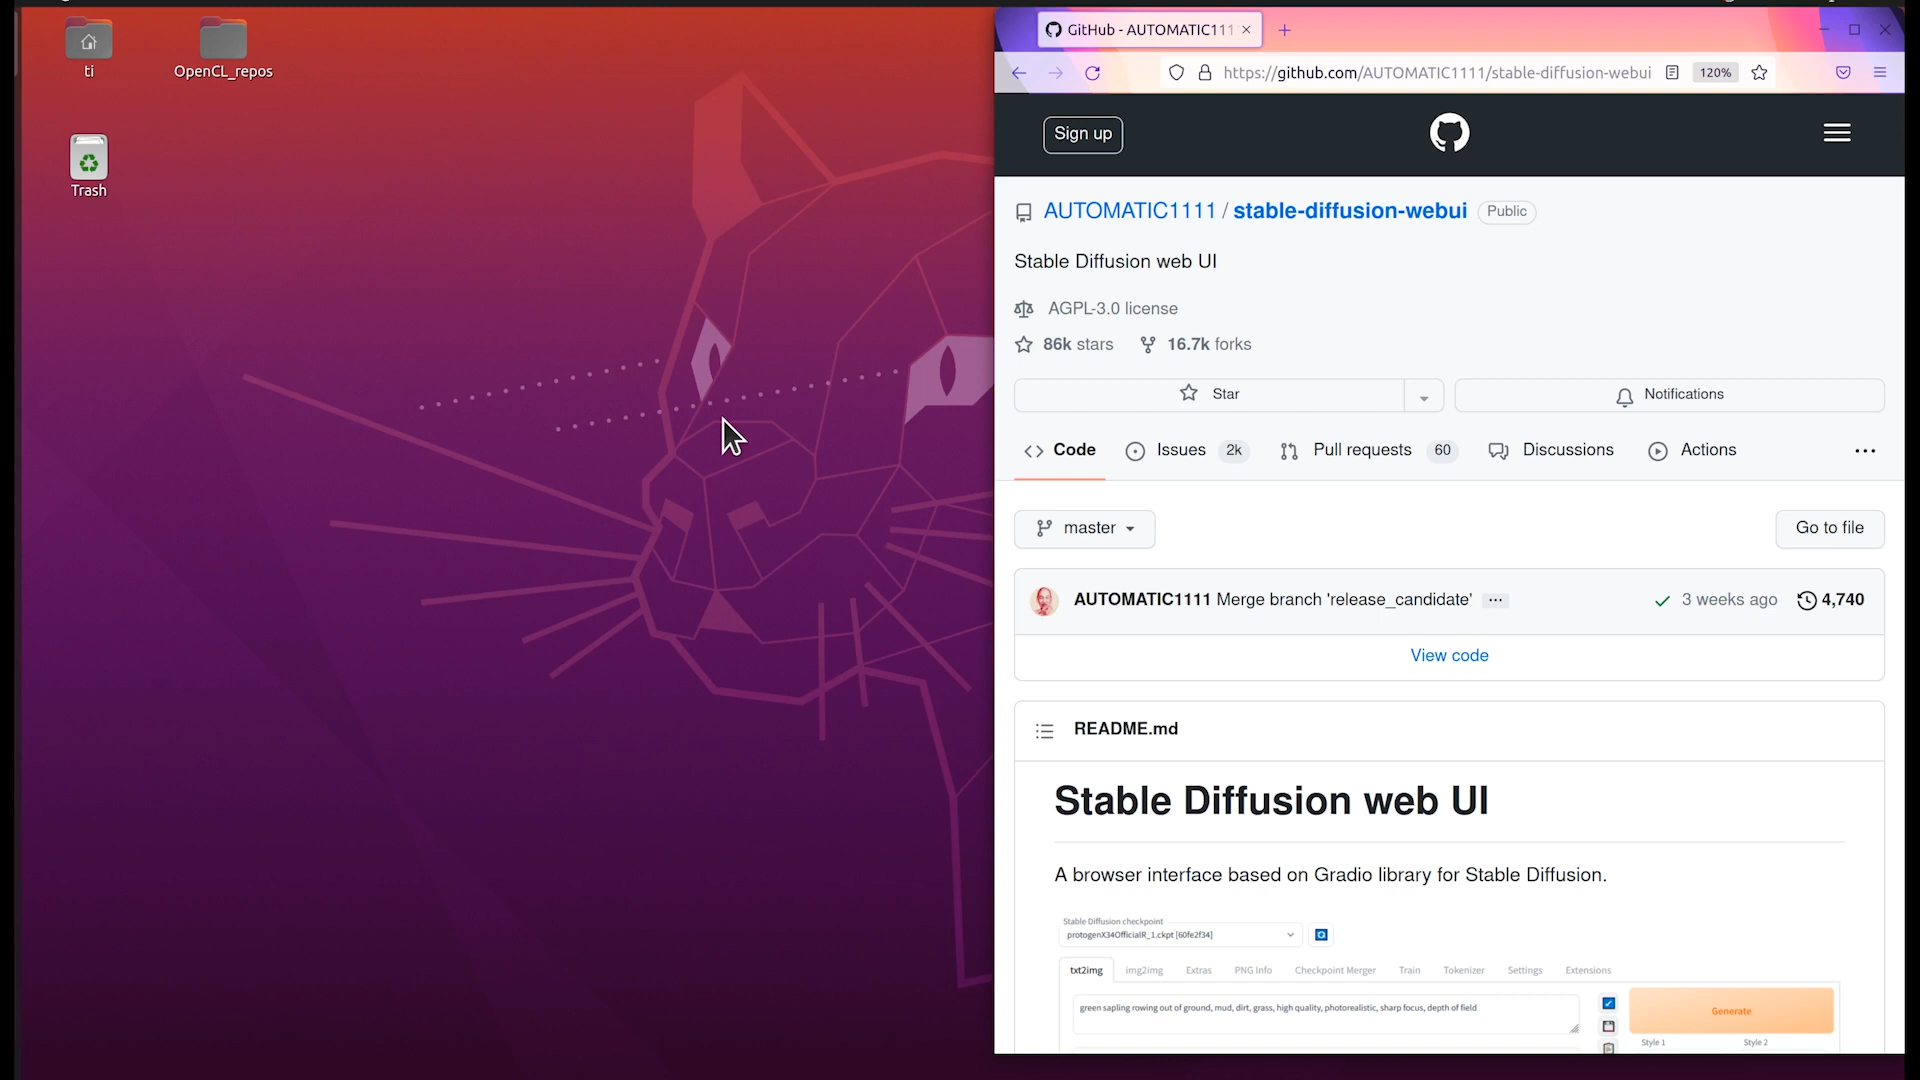 ti
OpenCL_repos
Trash
GitHub - AUTOMATIC111
https://github.com/AUTOMATIC1111/stable-diffusion-webui
120%
Sign up
AUTOMATIC1111 / stable-diffusion-webui Public
Stable Diffusion web UI
AGPL-3.0 license
86k stars 16.7k forks
Star
Notifications
Code Issues 2k Pull requests 60 Discussions Actions
master
Go to file
AUTOMATIC1111 Merge branch 'release_candidate' ... 3 weeks ago 4,740
View code
README.md
Stable Diffusion web UI
A browser interface based on Gradio library for Stable Diffusion.
Stable Diffusion checkpoint
protogenX34OfficialR_1.ckpt [60fe2f34]
txt2img img2img Extras PNG Info Checkpoint Merger Train Tokenizer Settings Extensions
green sapling rowing out of ground, mud, dirt, grass, high quality, photorealistic, sharp focus, depth of field
Generate
Style 1 Style 2